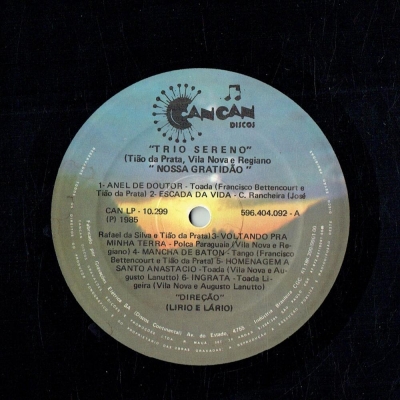 CANCAN
DISCOS
"TRIO SERENO"
(Tião da Prata, Vila Nova e Regiano
"NOSSA GRATIDÃO"
1- ANEL DE DOUTOR - Toada (Francisco Bettencourt e
Tião da Prata) 2- ESCADA DA VIDA - C. Rancheira (José
CAN LP - 10.299
596.404.092 - A
(P) 1985
Rafael da Silva e Tião da Prata) 3- VOLTANDO PRA
MINHA TERRA - Polca Paraguaia (Vila Nova e Re-
giano) 4- MANCHA DE BATON - Tango (Francisco
Bettencourt e Tião da Prata) 5- HOMENAGEM A
SANTO ANASTACIO - Toada (Vila Nova e Au-
gusto Lanutto) 6- INGRATA - Toada Li-
geira (Vila Nova e Augusto Lanutto)
"DIREÇÃO"
(LIRIO E LÁRIO)